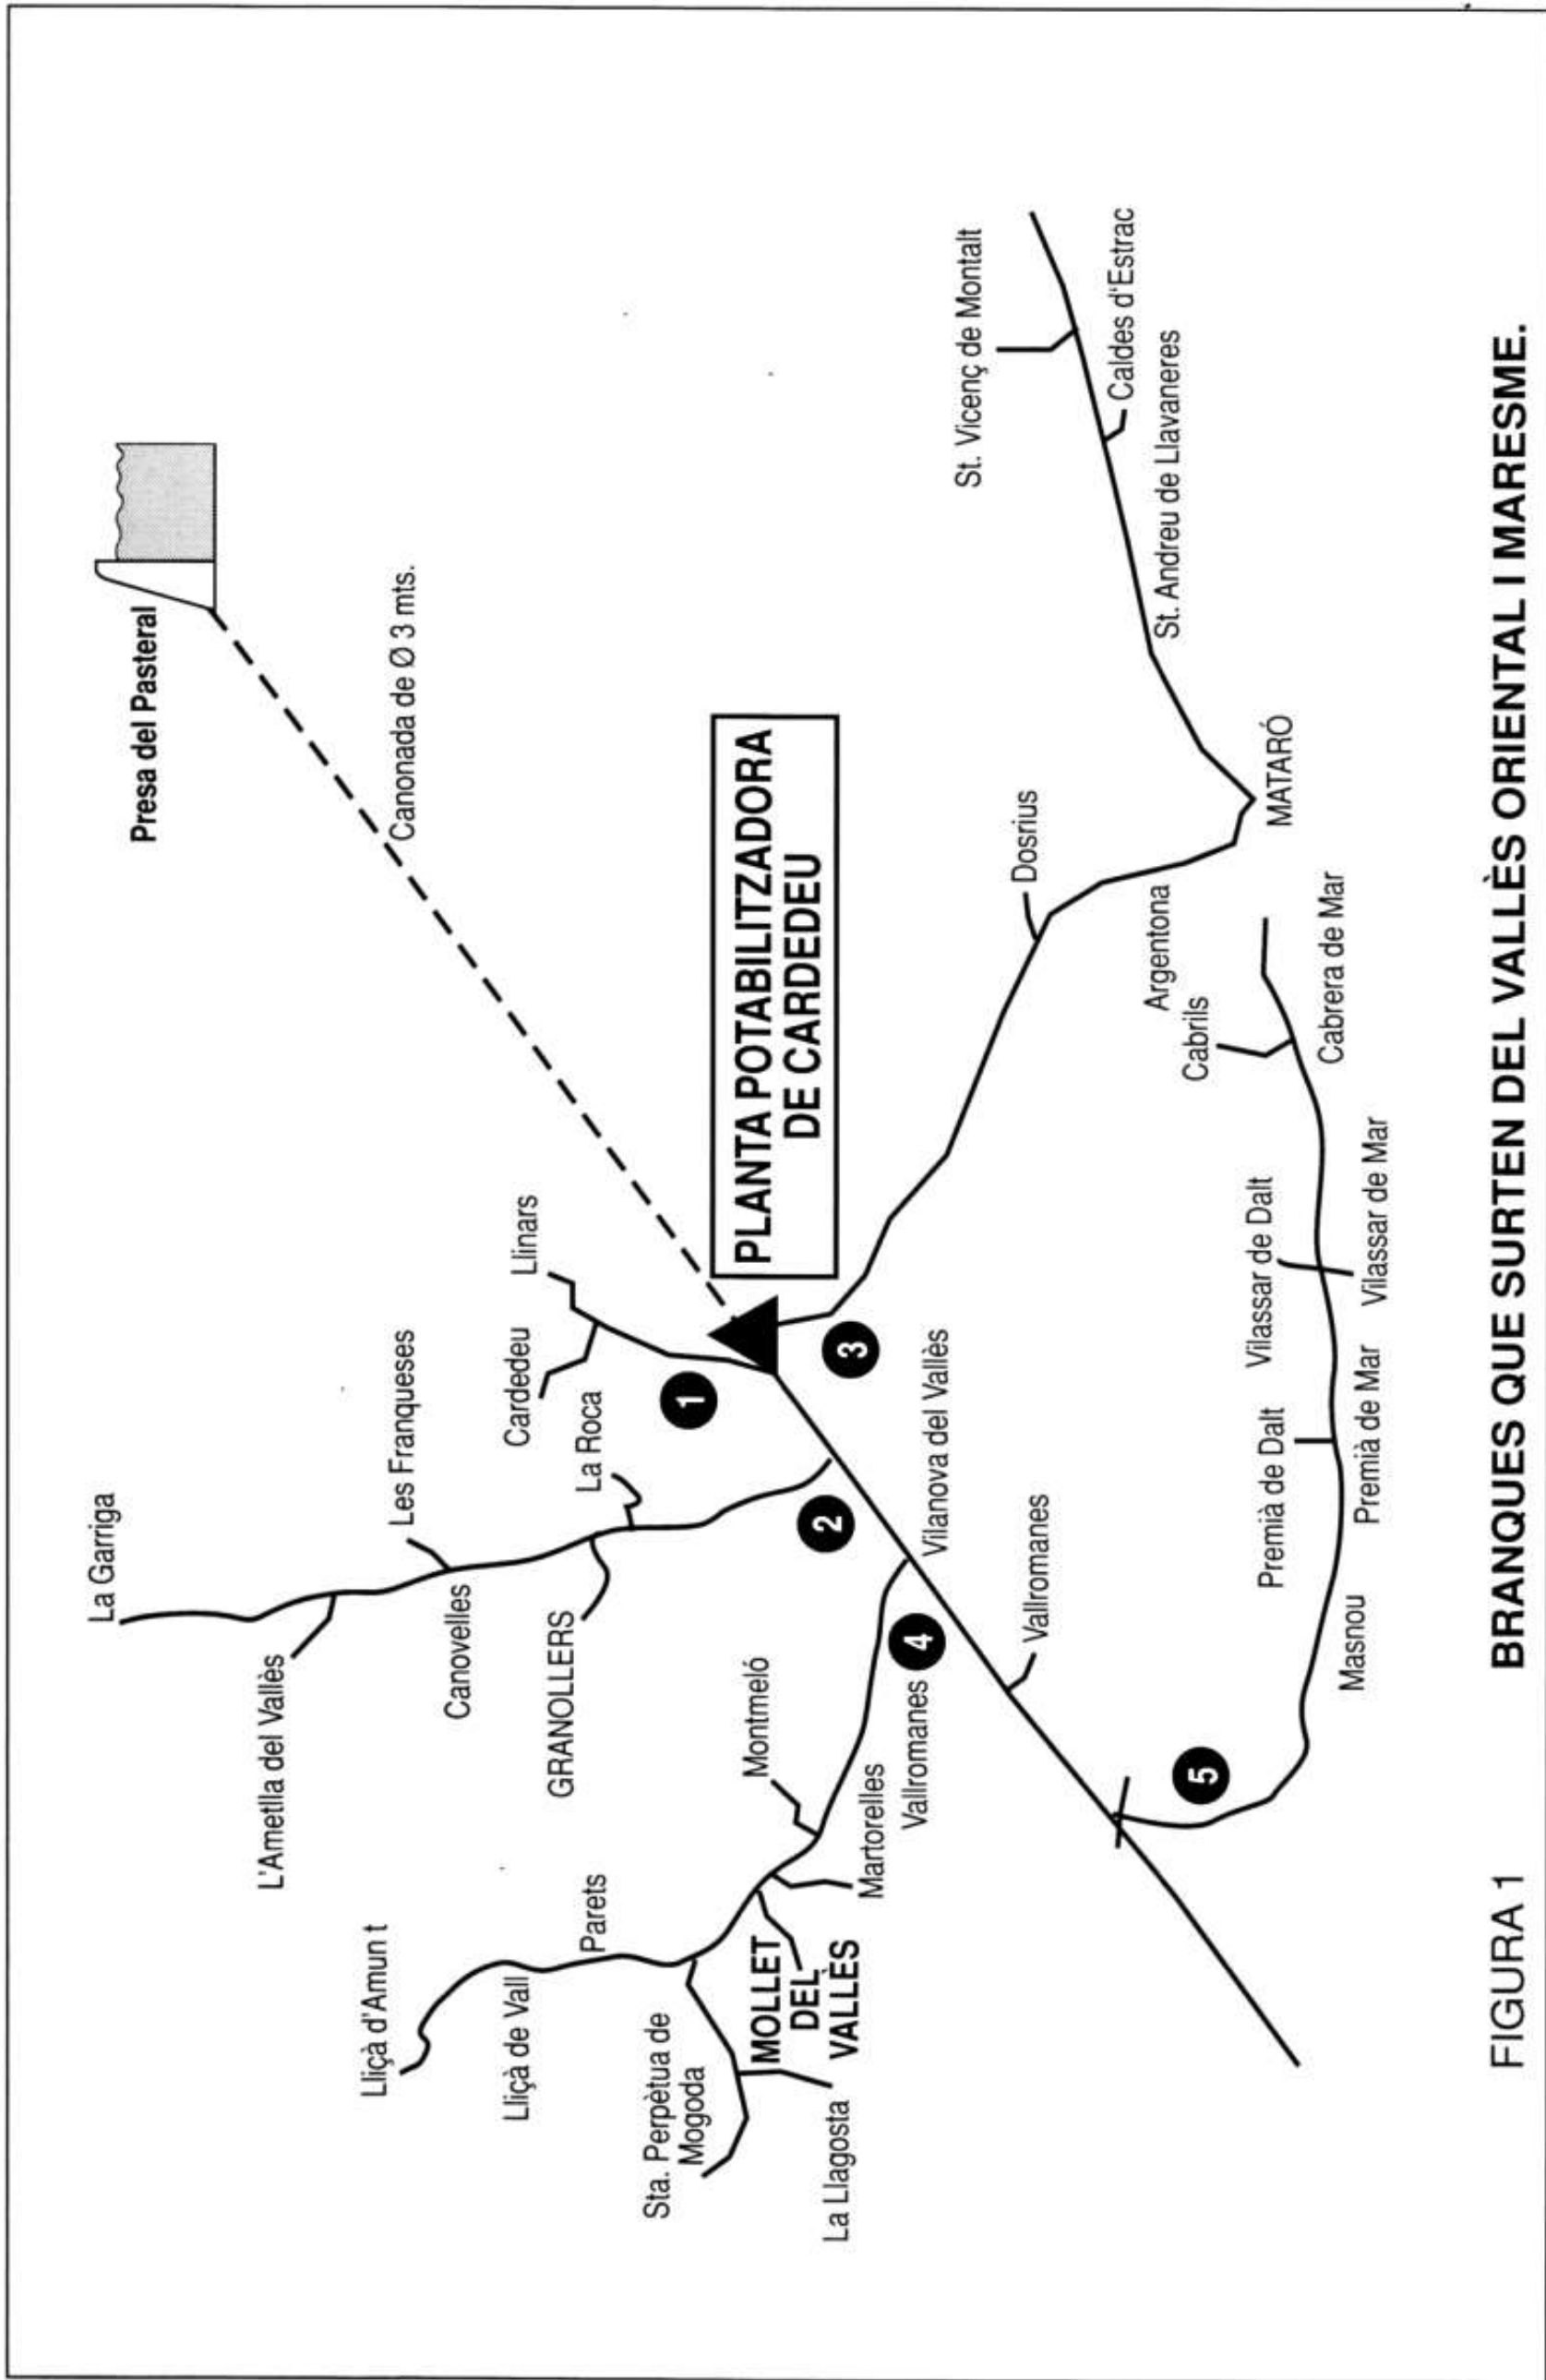 Presa del Pasteral
Canonada de Ø 3 mts.
La Garriga
L'Ametlla del Vallès
Les Franqueses
Canovelles
Llinars
Cardedeu
La Roca
GRANOLLERS
1
PLANTA POTABILITZADORA
DE CARDEDEU
Lliçà d'Amun t
Lliçà de Vall
Parets
Sta. Perpètua de
Mogoda
MOLLET
DEL
VALLÈS
La Llagosta
Montmeló
Martorelles
Vallromanes
2
3
4
Vilanova del Vallès
Vallromanes
St. Vicenç de Montalt
Caldes d'Estrac
St. Andreu de Llavaneres
Dosrius
MATARÓ
Argentona
Cabrils
Cabrera de Mar
Vilassar de Dalt
Vilassar de Mar
Premià de Dalt
Premià de Mar
Masnou
5
FIGURA 1
BRANQUES QUE SURTEN DEL VALLÈS ORIENTAL I MARESME.